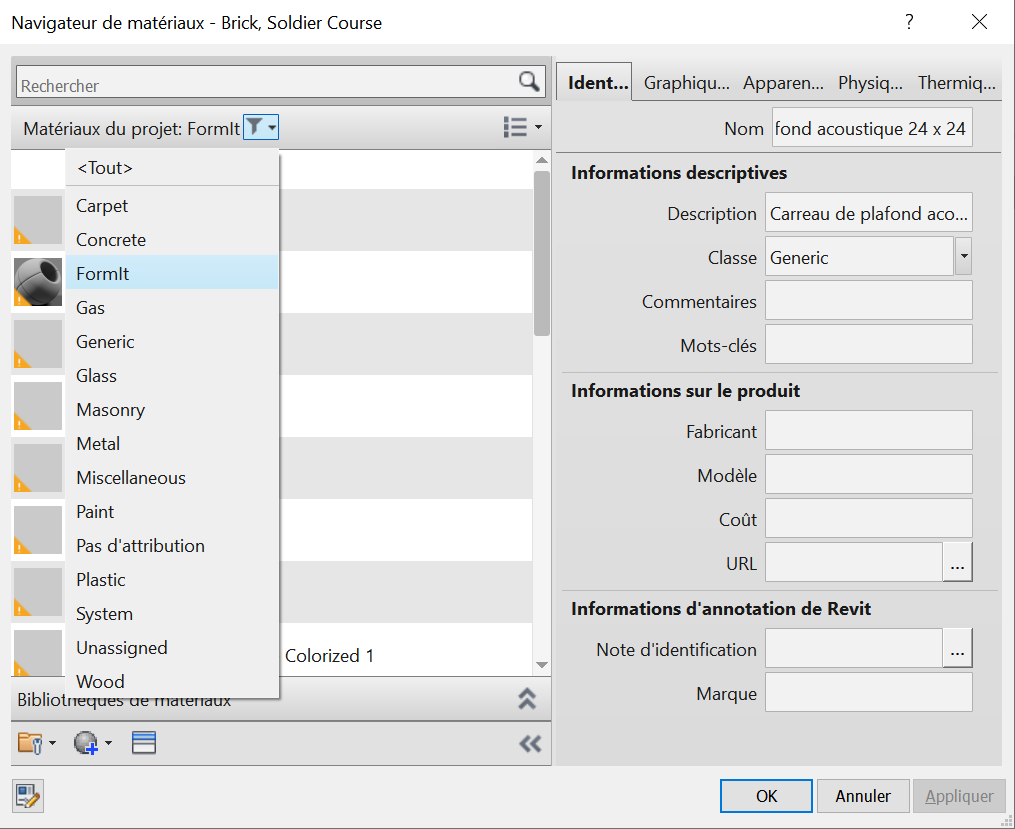 Navigateur de matériaux - Brick, Soldier Course
?
Rechercher
Matériaux du projet: FormIt
<Tout>
Carpet
Concrete
FormIt
Gas
Generic
Glass
Masonry
Metal
Miscellaneous
Paint
Pas d'attribution
Plastic
System
Unassigned
Wood
Colorized 1
Bibliothèques de matériaux
Ident...
Graphiqu...
Apparen...
Physiq...
Thermiq...
Nom
fond acoustique 24 x 24
Informations descriptives
Description
Carreau de plafond aco...
Classe
Generic
Commentaires
Mots-clés
Informations sur le produit
Fabricant
Modèle
Coût
URL
...
Informations d'annotation de Revit
Note d'identification
...
Marque
OK
Annuler
Appliquer